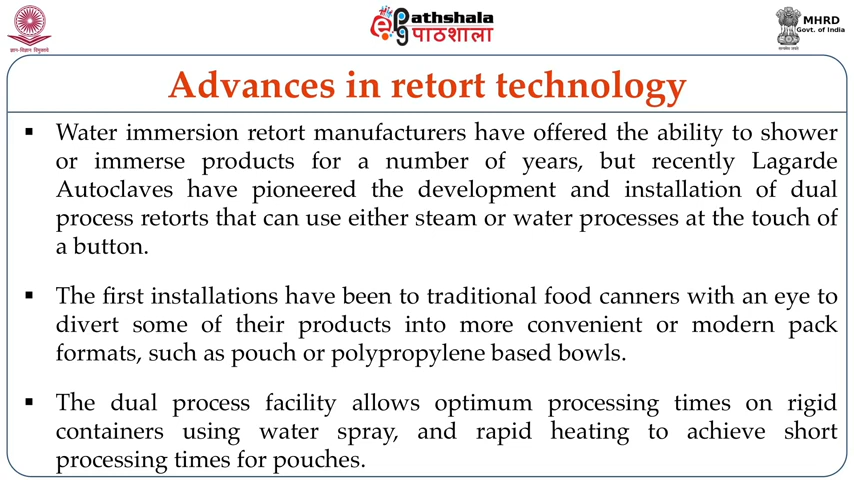 ePathshala
पाठशाला
MHRD
Govt. of India
Advances in retort technology
▪ Water immersion retort manufacturers have offered the ability to shower
or immerse products for a number of years, but recently Lagarde
Autoclaves have pioneered the development and installation of dual
process retorts that can use either steam or water processes at the touch of
a button.
▪ The first installations have been to traditional food canners with an eye to
divert some of their products into more convenient or modern pack
formats, such as pouch or polypropylene based bowls.
▪ The dual process facility allows optimum processing times on rigid
containers using water spray, and rapid heating to achieve short
processing times for pouches.